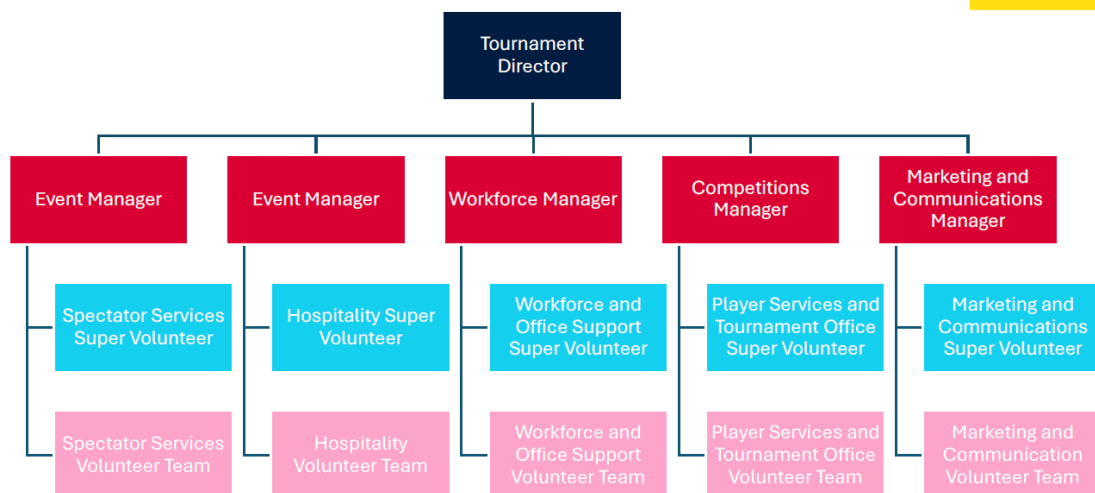 Tournament
Director
Event Manager
Event Manager
Workforce Manager
Competitions
Manager
Marketing and
Communications
Manager
Spectator Services
Super Volunteer
Hospitality Super
Volunteer
Workforce and
Office Support
Super Volunteer
Player Services and
Tournament Office
Super Volunteer
Marketing and
Communications
Super Volunteer
Spectator Services
Volunteer Team
Hospitality
Volunteer Team
Workforce and
Office Support
Volunteer Team
Player Services and
Tournament Office
Volunteer Team
Marketing and
Communication
Volunteer Team